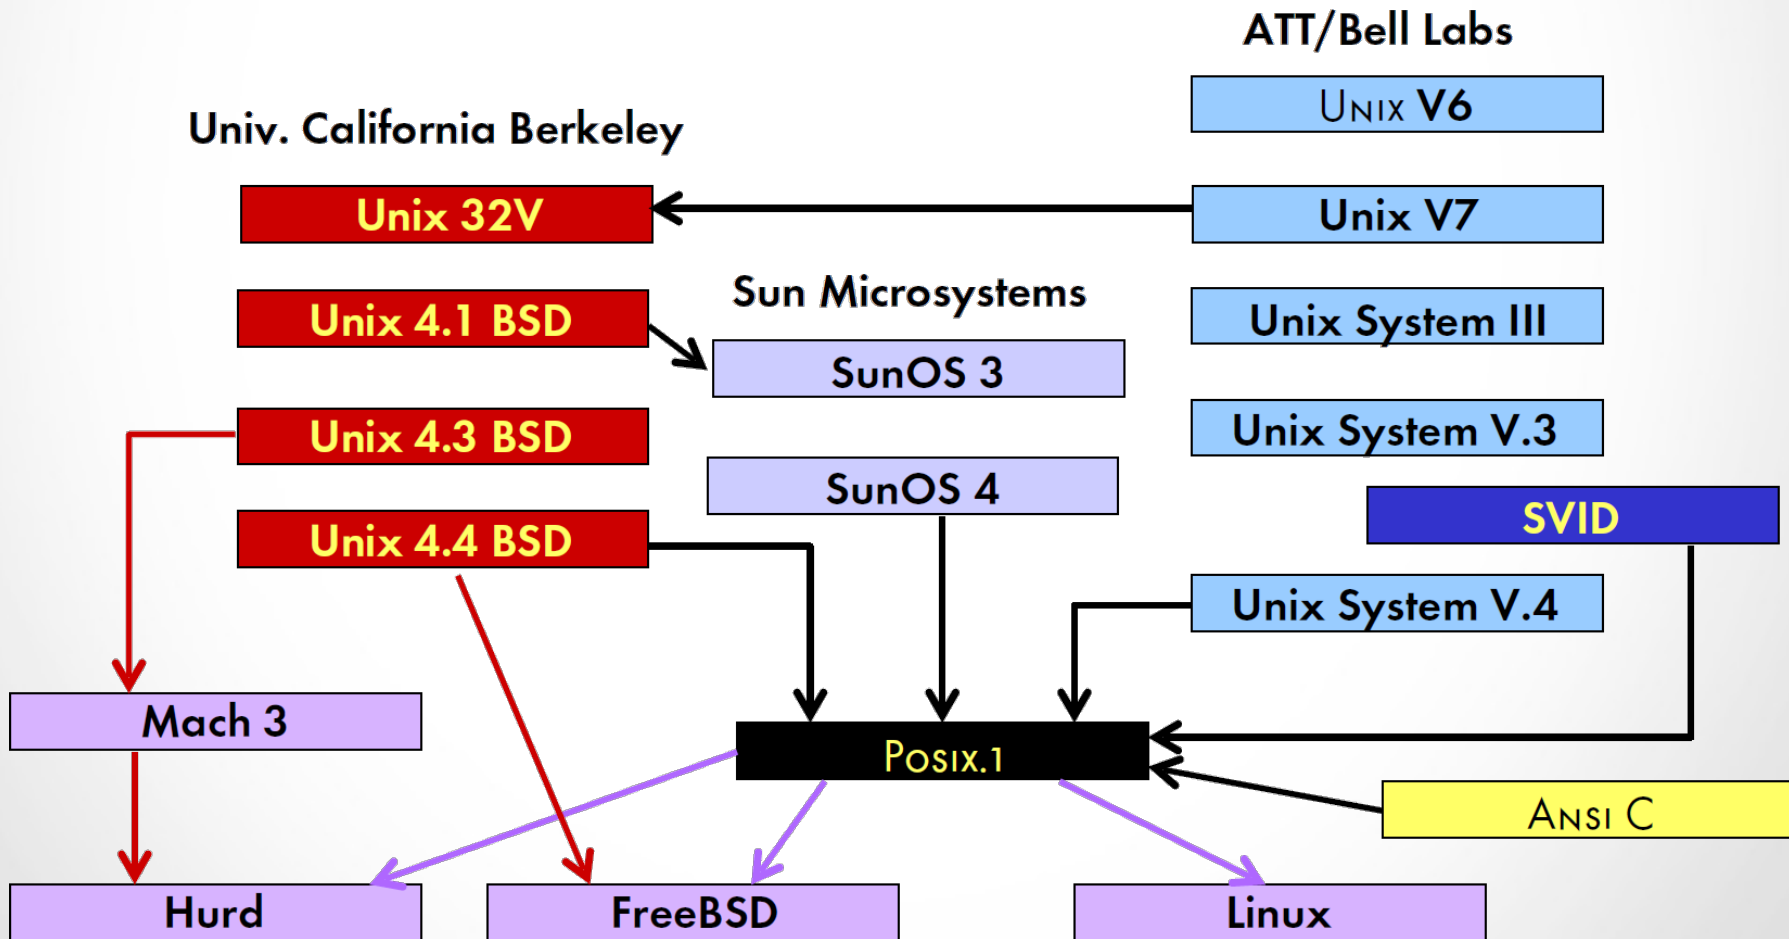 ATT/Bell Labs
UNIX V6
Univ. California Berkeley
Unix 32V
Unix V7
Sun Microsystems
Unix 4.1 BSD
Unix System III
SunOS 3
Unix 4.3 BSD
Unix System V.3
SunOS 4
SVID
Unix 4.4 BSD
Unix System V.4
Mach 3
POSIX.1
ANSI C
Hurd
FreeBSD
Linux